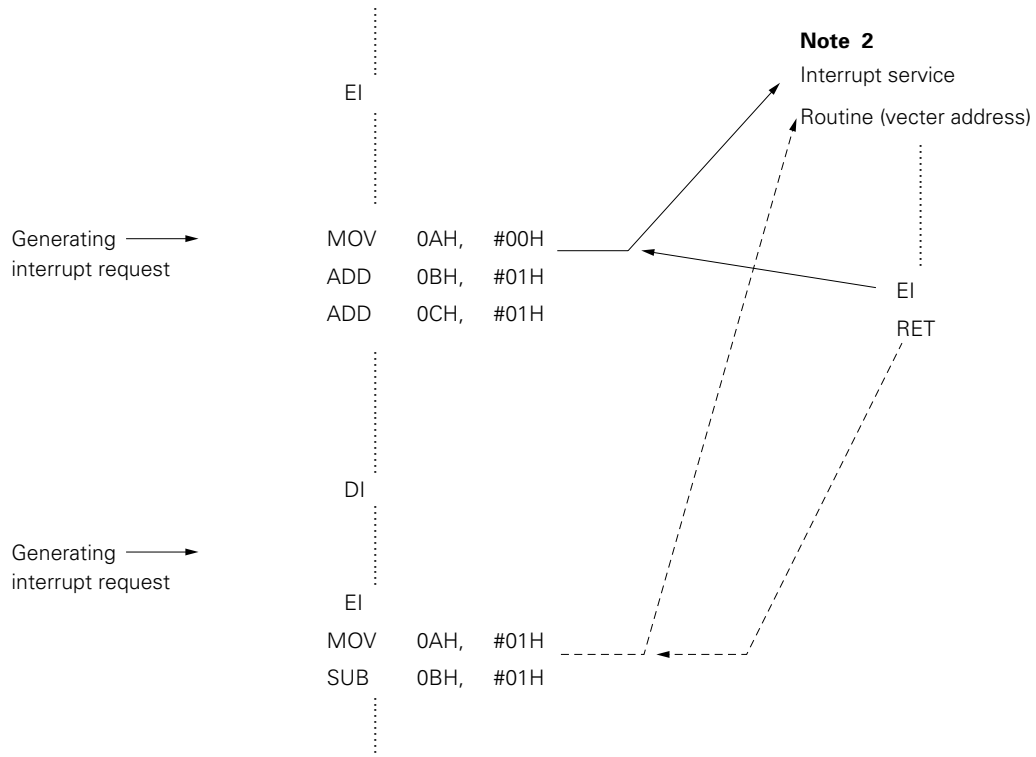 Note 2
Interrupt service
Routine (vecter address)
EI
Generating
interrupt request
MOV 0AH, #00H
ADD 0BH, #01H
ADD 0CH, #01H
EI
RET
DI
Generating
interrupt request
EI
MOV 0AH, #01H
SUB 0BH, #01H